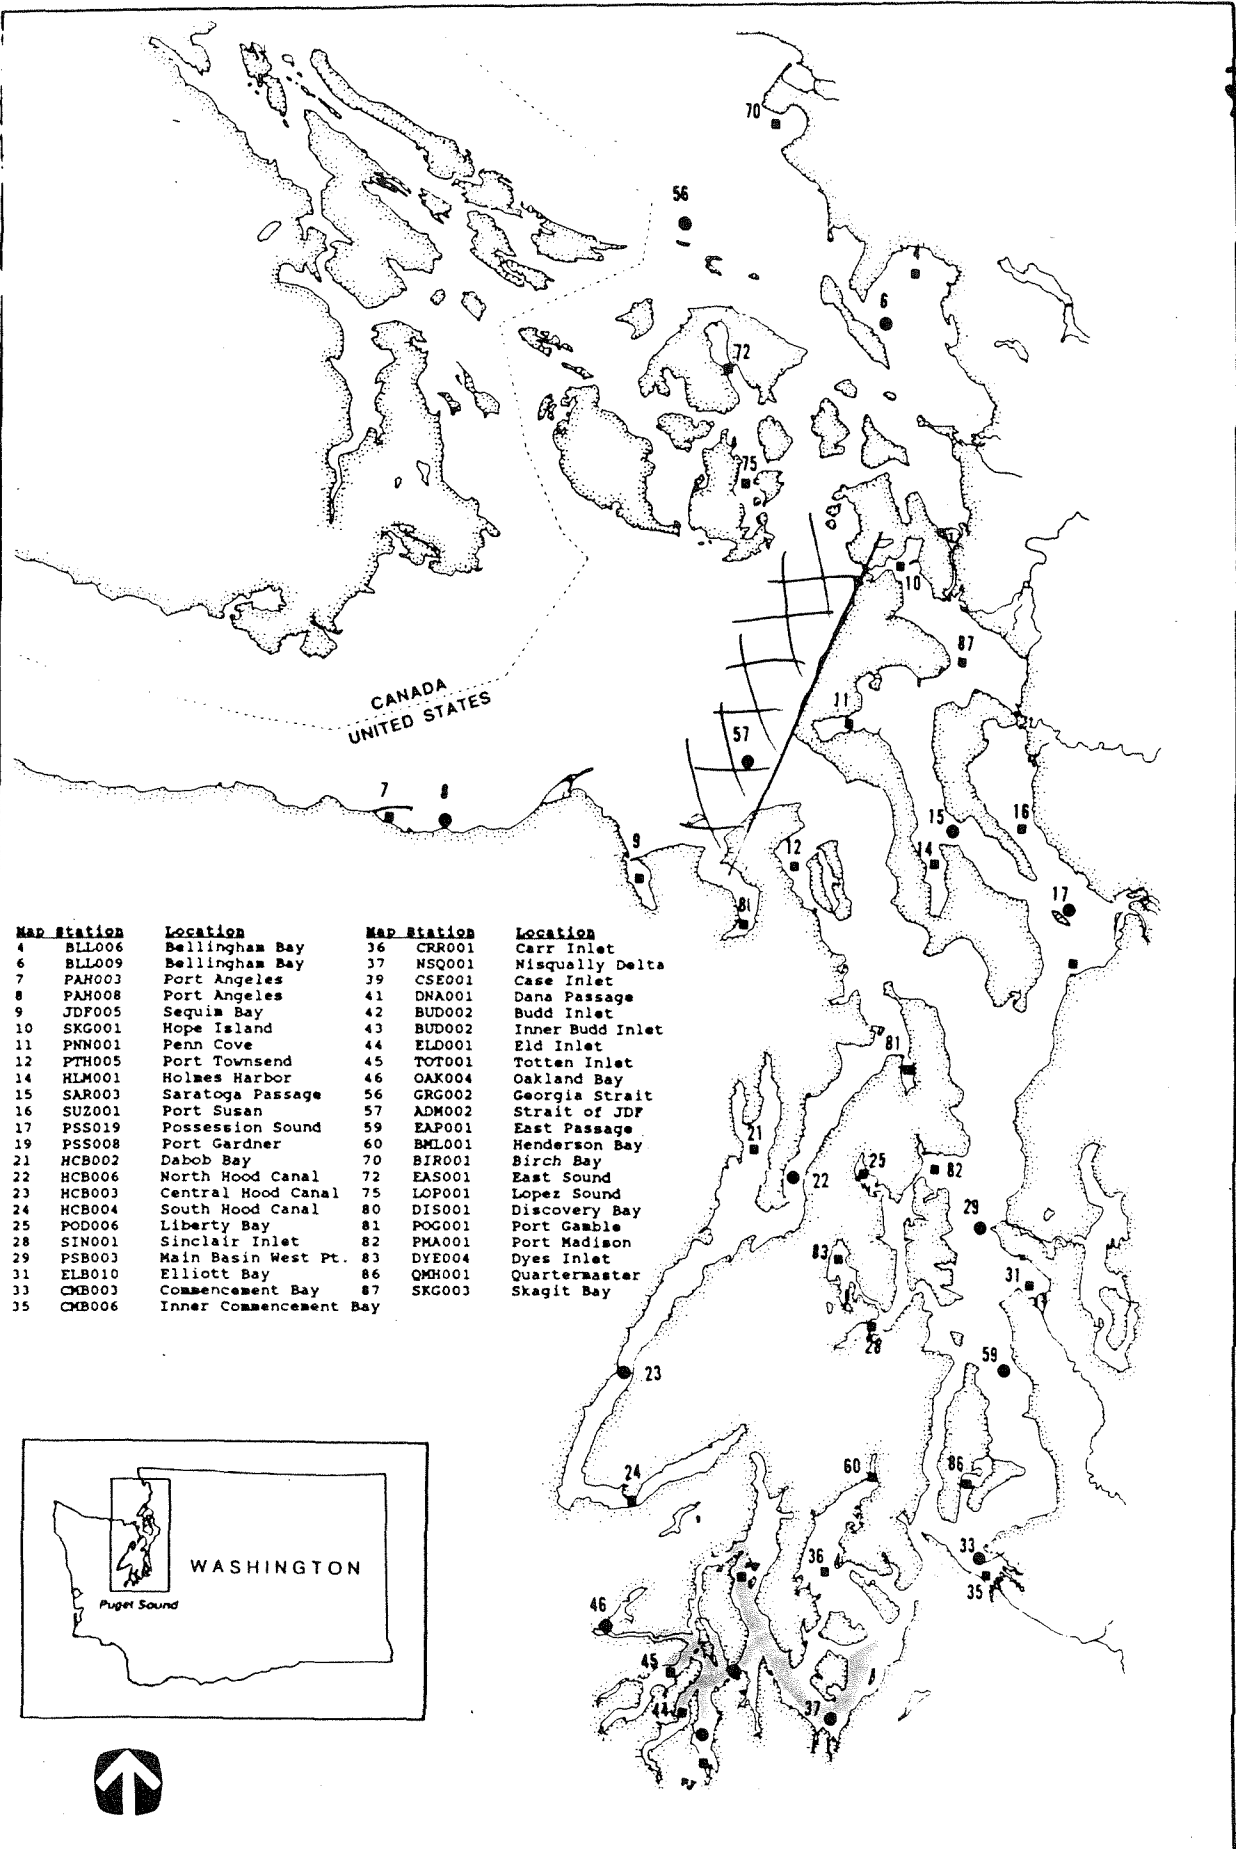 70
56
4
6
72
75
10
87
CANADA
UNITED STATES
11
57
7
8
15
16
9
12
14
17
81
Map Station Location Map Station Location
4 BLL006 Bellingham Bay 36 CRR001 Carr Inlet
6 BLL009 Bellingham Bay 37 NSQ001 Nisqually Delta
7 PAH003 Port Angeles 39 CSE001 Case Inlet
8 PAH008 Port Angeles 41 DNA001 Dana Passage
9 JDF005 Sequim Bay 42 BUD002 Budd Inlet
10 SKG001 Hope Island 43 BUD002 Inner Budd Inlet
11 PNN001 Penn Cove 44 ELD001 Eld Inlet
12 PTH005 Port Townsend 45 TOT001 Totten Inlet
14 HLM001 Holmes Harbor 46 OAK004 Oakland Bay
15 SAR003 Saratoga Passage 56 GRG002 Georgia Strait
16 SUZ001 Port Susan 57 ADM002 Strait of JDF
17 PSS019 Possession Sound 59 EAP001 East Passage
19 PSS008 Port Gardner 60 BML001 Henderson Bay
21 HCB002 Dabob Bay 70 BIR001 Birch Bay
22 HCB006 North Hood Canal 72 EAS001 East Sound
23 HCB003 Central Hood Canal 75 LOP001 Lopez Sound
24 HCB004 South Hood Canal 80 DIS001 Discovery Bay
25 POD006 Liberty Bay 81 POG001 Port Gamble
28 SIN001 Sinclair Inlet 82 PMA001 Port Madison
29 PSB003 Main Basin West Pt. 83 DYE004 Dyes Inlet
31 ELB010 Elliott Bay 86 QMH001 Quartermaster
33 CMB003 Commencement Bay 87 SKG003 Skagit Bay
35 CMB006 Inner Commencement Bay
81
21
25
82
22
29
83
31
28
59
23
24
60
86
33
36
35
46
45
44
37
WASHINGTON
Puget Sound